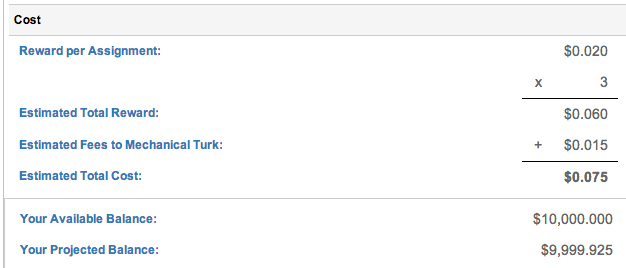 Cost
Reward per Assignment: $0.020
x 3
Estimated Total Reward: $0.060
Estimated Fees to Mechanical Turk: + $0.015
Estimated Total Cost: $0.075
Your Available Balance: $10,000.000
Your Projected Balance: $9,999.925